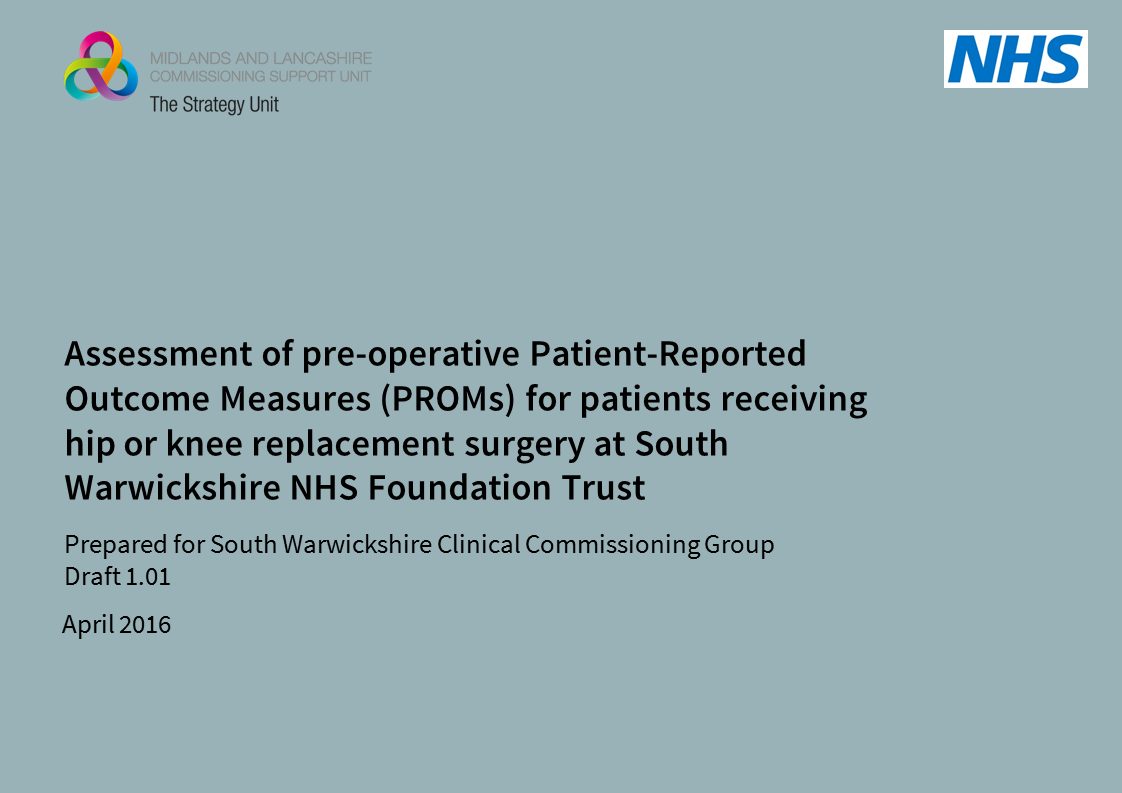 MIDLANDS AND LANCASHIRE
COMMISSIONING SUPPORT UNIT
The Strategy Unit
NHS
Assessment of pre-operative Patient-Reported
Outcome Measures (PROMs) for patients receiving
hip or knee replacement surgery at South
Warwickshire NHS Foundation Trust
Prepared for South Warwickshire Clinical Commissioning Group
Draft 1.01
April 2016